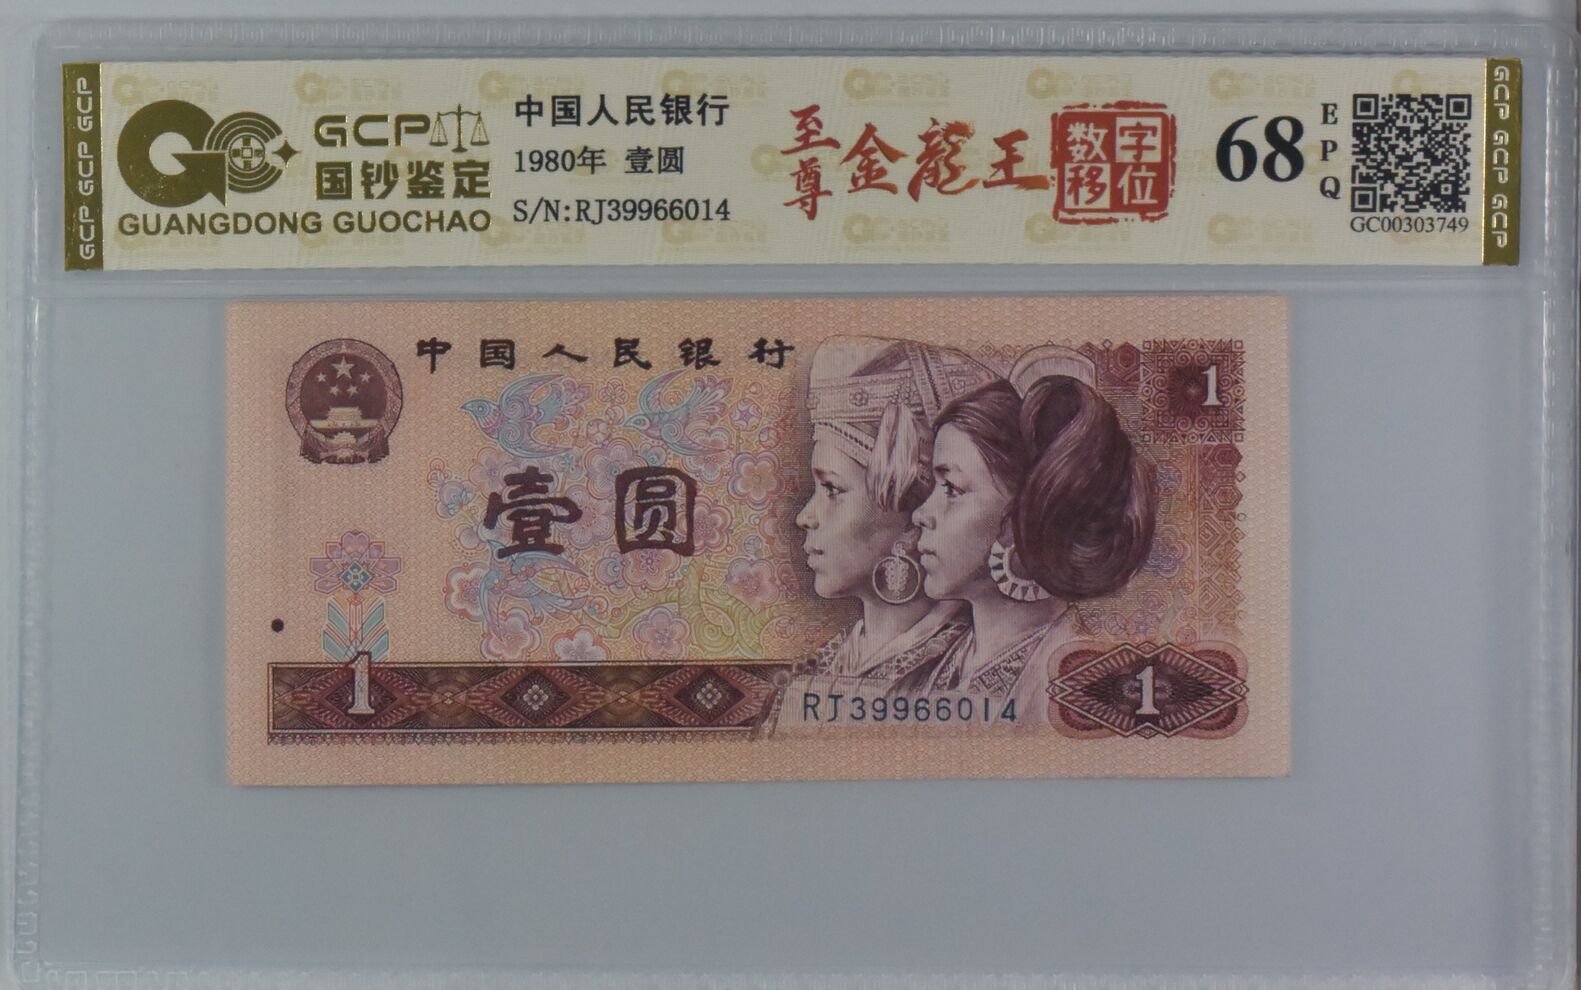 GCP GCP GCP
GCP
国钞鉴定
GUANGDONG GUOCHAO
中国人民银行
1980年 壹圆
S/N:RJ39966014
至尊
金龍王
数字
移位
68
EPQ
GC00303749
GCP GCP GCP
中国人民银行
1
壹圆
1
RJ39966014
1